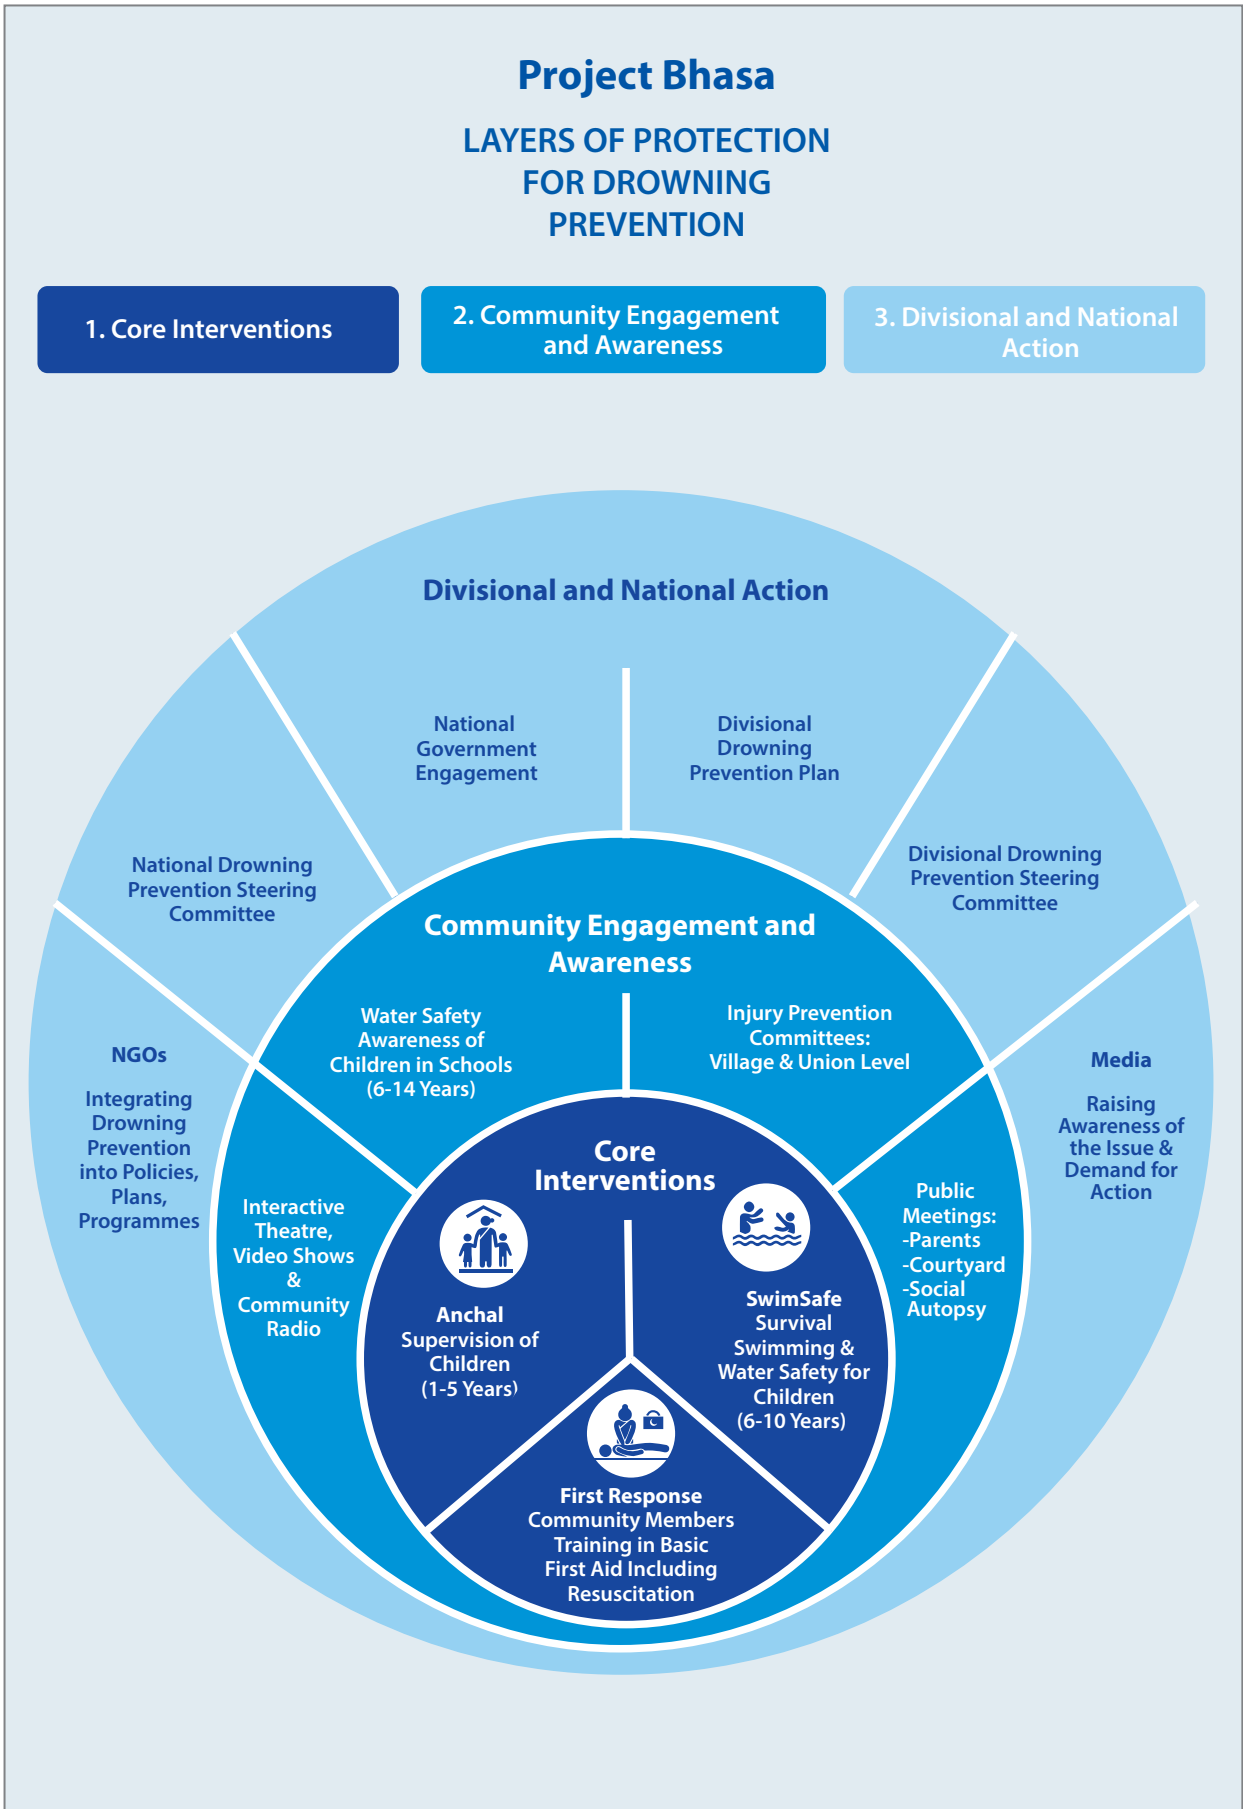 Project Bhasa
LAYERS OF PROTECTION
FOR DROWNING
PREVENTION
1. Core Interventions
2. Community Engagement
and Awareness
3. Divisional and National
Action
Divisional and National Action
National
Government
Engagement
Divisional
Drowning
Prevention Plan
National Drowning
Prevention Steering
Committee
Divisional Drowning
Prevention Steering
Committee
NGOs
Integrating
Drowning
Prevention
into Policies,
Plans,
Programmes
Media
Raising
Awareness of
the Issue &
Demand for
Action
Community Engagement and
Awareness
Water Safety
Awareness of
Children in Schools
(6-14 Years)
Injury Prevention
Committees:
Village & Union Level
Interactive
Theatre,
Video Shows
&
Community
Radio
Public
Meetings:
-Parents
-Courtyard
-Social
Autopsy
Core
Interventions
Anchal
Supervision of
Children
(1-5 Years)
SwimSafe
Survival
Swimming &
Water Safety for
Children
(6-10 Years)
First Response
Community Members
Training in Basic
First Aid Including
Resuscitation